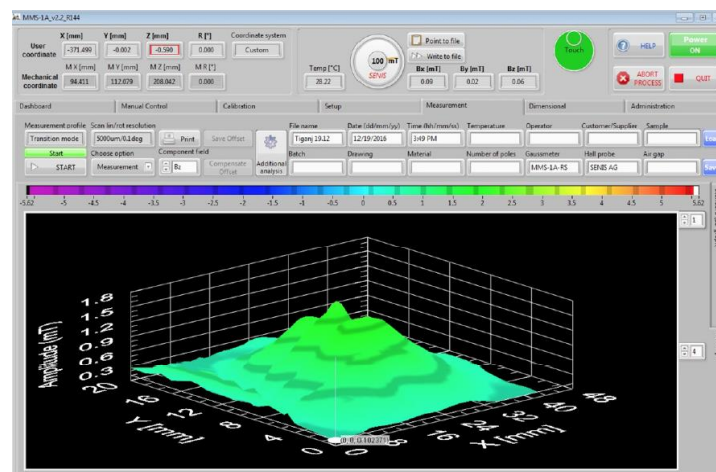 MMS-1A_v2.2_R144
X [mm] Y [mm] Z [mm] R [°] Coordinate system
User coordinate -371.499 -0.002 -0.590 0.000 Custom
M X [mm] M Y [mm] M Z [mm] M R [°]
Mechanical coordinate 94.411 112.079 208.042 0.000
Temp [°C]
28.22
100 mT
SENIS
Point to file
Write to file
Bx [mT] By [mT] Bz [mT]
0.09 0.02 0.06
Touch
HELP
Power
ON
ABORT
PROCESS
QUIT
Dashboard Manual Control Calibration Setup Measurement Dimensional Administration
Measurement profile Scan lin/rot resolution
Transition mode 5000um/0.1deg Print Save Offset
Start Choose option Component field
START Measurement Bz Compensate Offset Additional analysis
File name Date (dd/mm/yy) Time (hh/mm/ss) Temperature Operator Customer/Supplier Sample
Tiganj 19.12 12/19/2016 1:49 PM
Batch Drawing Material Number of poles Gaussmeter Hall probe Air gap
MMS-1A-RS SENIS AG
-5.62 -5 -4.5 -4 -3.5 -3 -2.5 -2 -1.5 -1 -0.5 0 0.5 1 1.5 2 2.5 3 3.5 4 4.5 5 5.62
1
4
Amplitude (mT)
1.8
1.5
1.2
0.9
0.6
0.3
20 16 12 8 4 0
Y [mm]
0 8 16 24 32 40 48
X [mm]